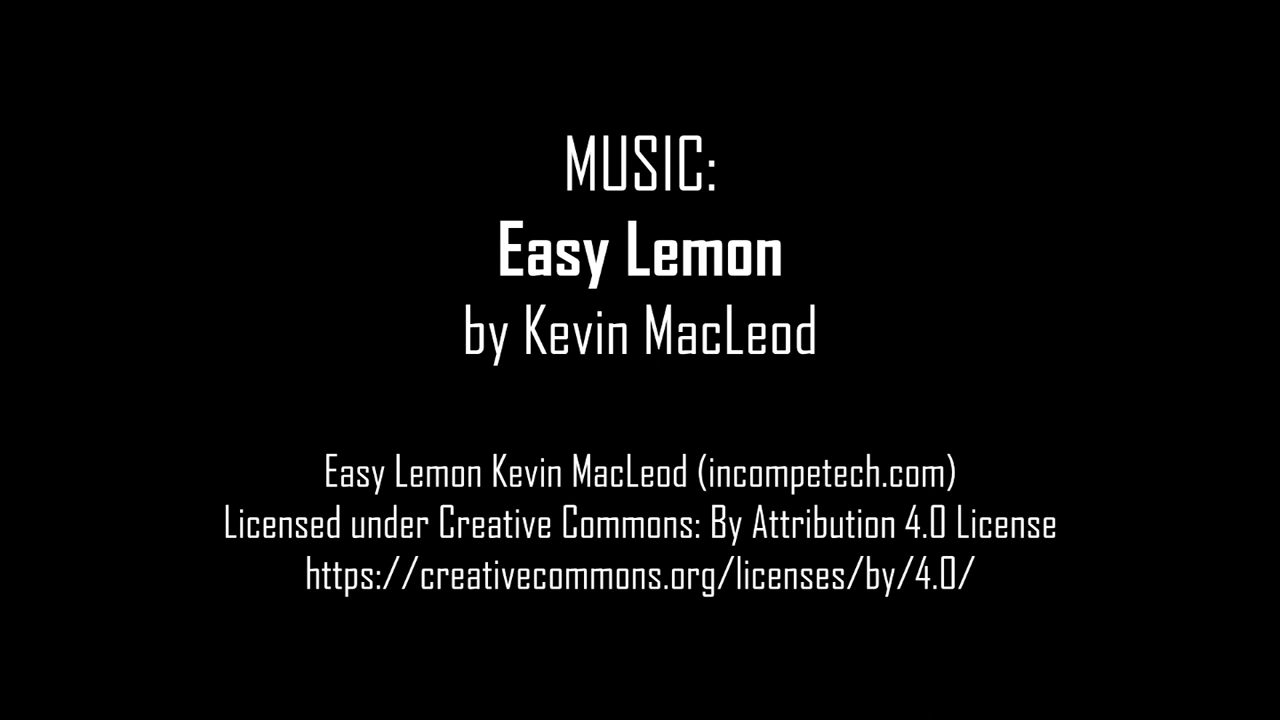 MUSIC:
Easy Lemon
by Kevin MacLeod
Easy Lemon Kevin MacLeod (incompetech.com)
Licensed under Creative Commons: By Attribution 4.0 License
https://creativecommons.org/licenses/by/4.0/